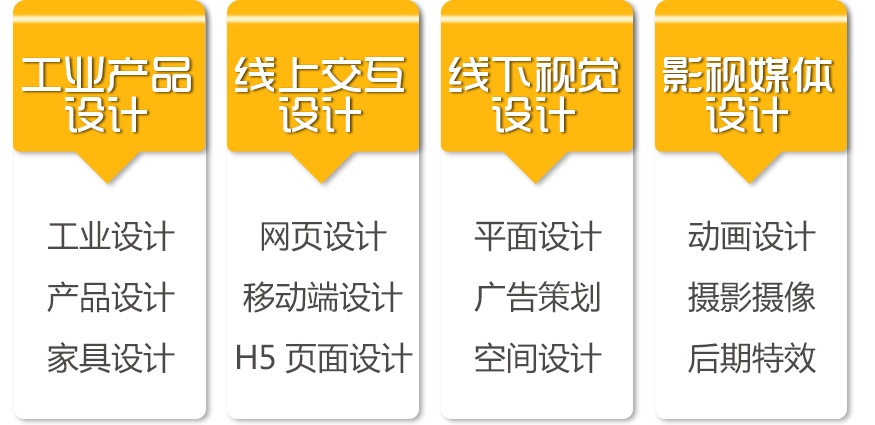 工业产品
设计
工业设计
产品设计
家具设计
线上交互
设计
网页设计
移动端设计
H5 页面设计
线下视觉
设计
平面设计
广告策划
空间设计
影视媒体
设计
动画设计
摄影摄像
后期特效